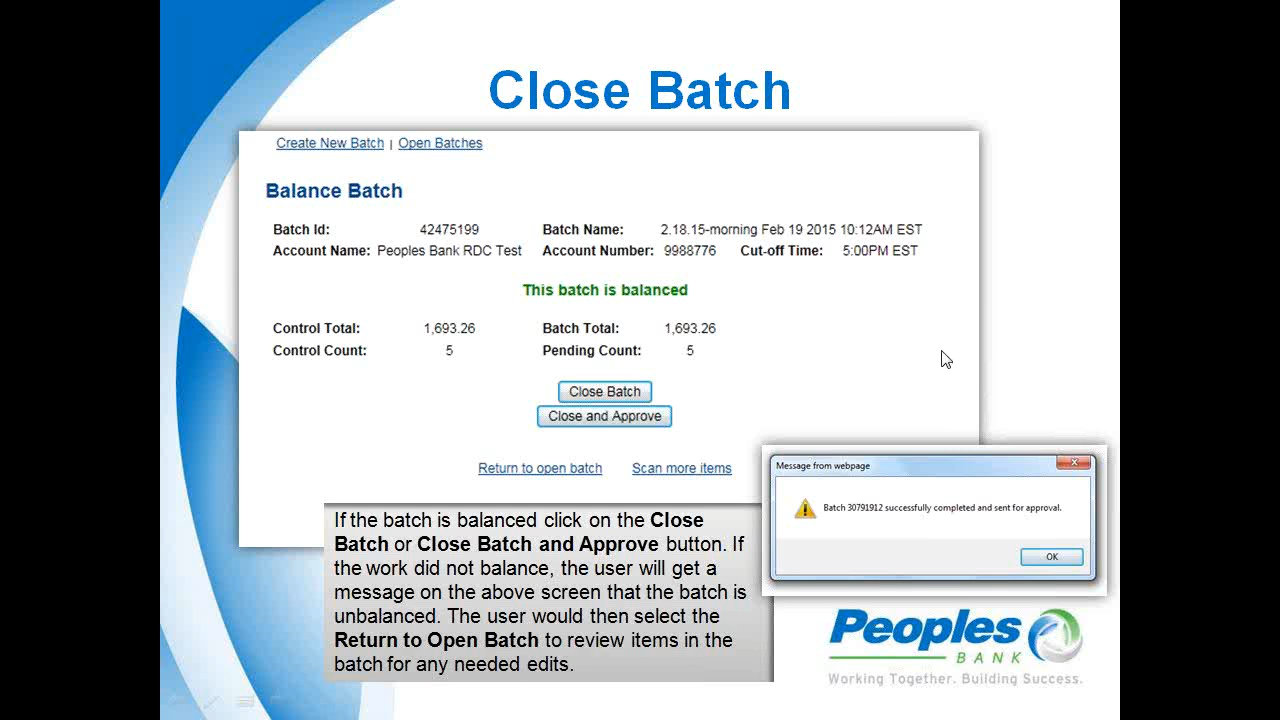 Close Batch
Create New Batch | Open Batches
Balance Batch
Batch Id: 42475199 Batch Name: 2.18.15-morning Feb 19 2015 10:12AM EST
Account Name: Peoples Bank RDC Test Account Number: 9988776 Cut-off Time: 5:00PM EST
This batch is balanced
Control Total: 1,693.26 Batch Total: 1,693.26
Control Count: 5 Pending Count: 5
Close Batch
Close and Approve
Return to open batch Scan more items
Message from webpage
Batch 30791912 successfully completed and sent for approval.
OK
If the batch is balanced click on the Close
Batch or Close Batch and Approve button. If
the work did not balance, the user will get a
message on the above screen that the batch is
unbalanced. The user would then select the
Return to Open Batch to review items in the
batch for any needed edits.
Peoples
BANK
Working Together. Building Success.